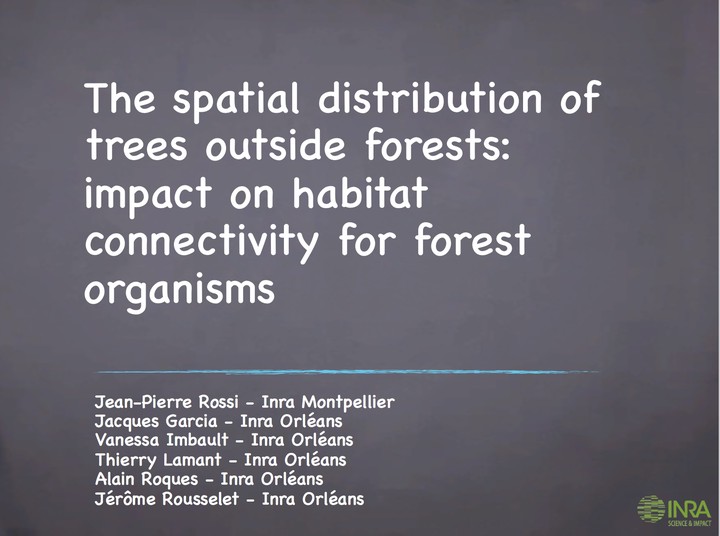 The spatial distribution of
trees outside forests:
impact on habitat
connectivity for forest
organisms
Jean-Pierre Rossi - Inra Montpellier
Jacques Garcia - Inra Orléans
Vanessa Imbault - Inra Orléans
Thierry Lamant - Inra Orléans
Alain Roques - Inra Orléans
Jérôme Rousselet - Inra Orléans
INRA
SCIENCE & IMPACT